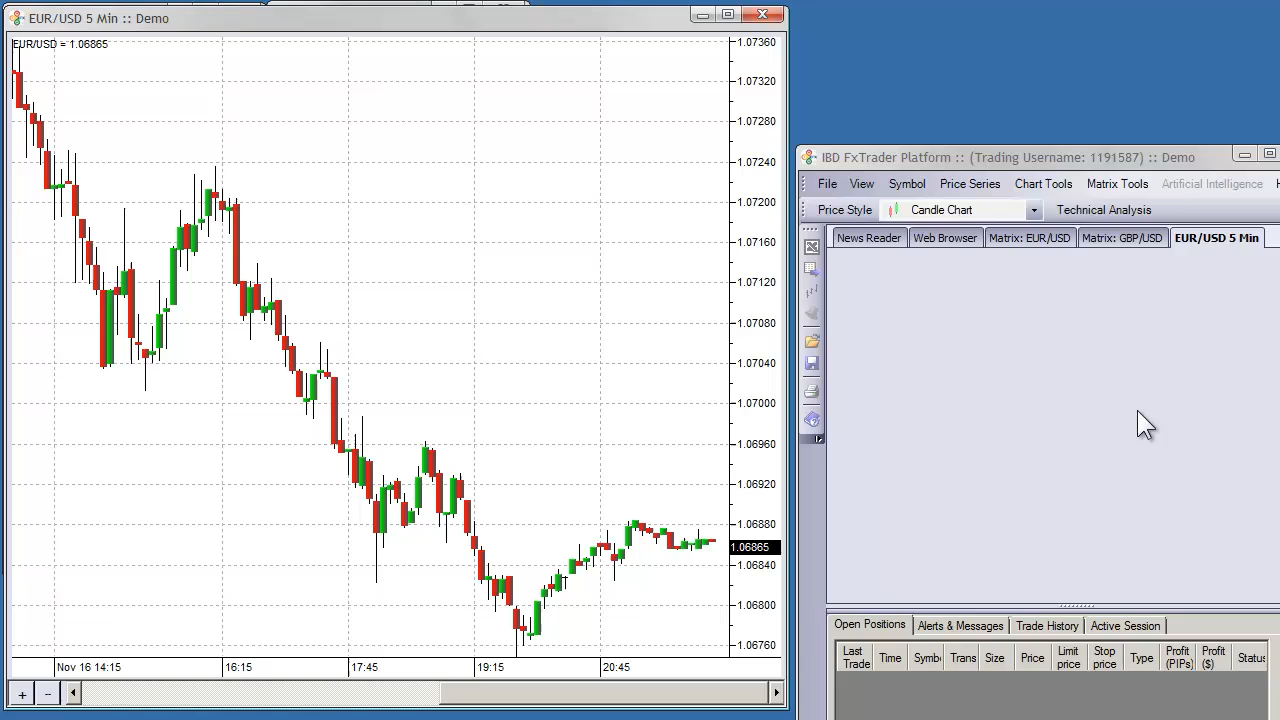 EUR/USD 5 Min :: Demo
EUR/USD = 1.06865
1.07360
1.07320
1.07280
1.07240
1.07200
1.07160
1.07120
1.07080
1.07040
1.07000
1.06960
1.06920
1.06880
1.06865
1.06840
1.06800
1.06760
Nov 16 14:15 16:15 17:45 19:15 20:45
+ -
IBD FxTrader Platform :: (Trading Username: 1191587) :: Demo
File View Symbol Price Series Chart Tools Matrix Tools Artificial Intelligence H
Price Style Candle Chart Technical Analysis
News Reader Web Browser Matrix: EUR/USD Matrix: GBP/USD EUR/USD 5 Min
Open Positions Alerts & Messages Trade History Active Session
Last Trade Time Symb Trans Size Price Limit price Stop price Type Profit (PIPs) Profit ($) Status